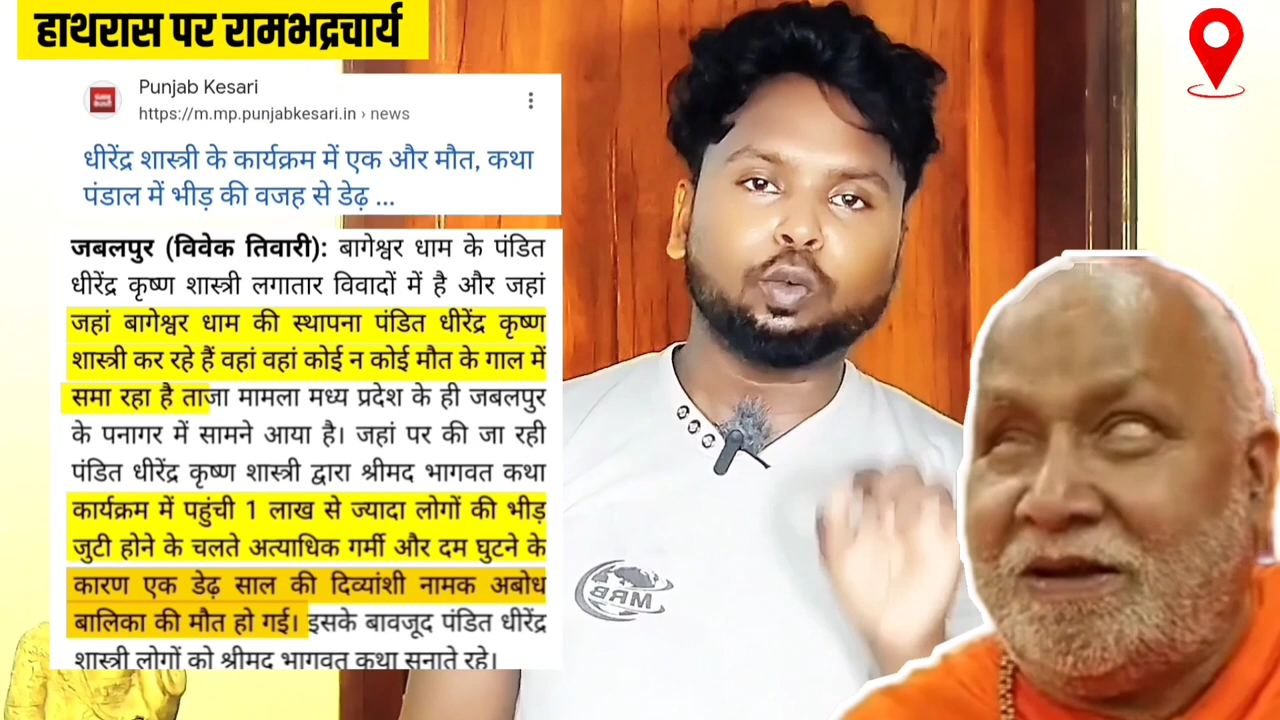 हाथरास पर रामभद्रचार्य
Punjab Kesari
https://m.mp.punjabkesari.in › news
धीरेंद्र शास्त्री के कार्यक्रम में एक और मौत, कथा
पंडाल में भीड़ की वजह से डेढ़ ...
जबलपुर (विवेक तिवारी): बागेश्वर धाम के पंडित
धीरेंद्र कृष्ण शास्त्री लगातार विवादों में है और जहां
जहां बागेश्वर धाम की स्थापना पंडित धीरेंद्र कृष्ण
शास्त्री कर रहे हैं वहां वहां कोई न कोई मौत के गाल में
समा रहा है ताजा मामला मध्य प्रदेश के ही जबलपुर
के पनागर में सामने आया है। जहां पर की जा रही
पंडित धीरेंद्र कृष्ण शास्त्री द्वारा श्रीमद भागवत कथा
कार्यक्रम में पहुंची 1 लाख से ज्यादा लोगों की भीड़
जुटी होने के चलते अत्याधिक गर्मी और दम घुटने के
कारण एक डेढ़ साल की दिव्यांशी नामक अबोध
बालिका की मौत हो गई। इसके बावजूद पंडित धीरेंद्र
शास्त्री लोगों को श्रीमद भागवत कथा सुनाते रहे।
MRB